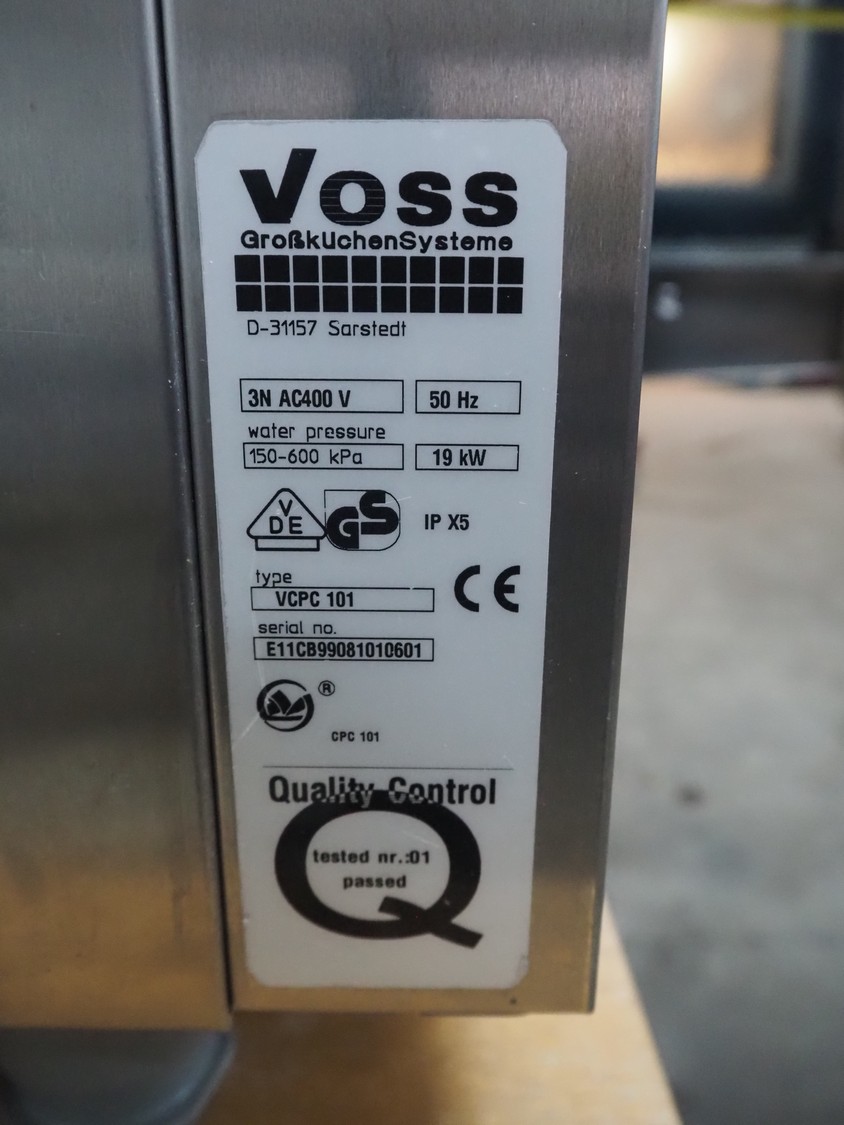 Voss
GroßküchenSysteme
D-31157 Sarstedt
3N AC400 V 50 Hz
water pressure
150-600 kPa 19 kW
VDE GS IP X5
type
VCPC 101 CE
serial no.
E11CB99081010601
®
CPC 101
Quality Control
tested nr.:01
passed